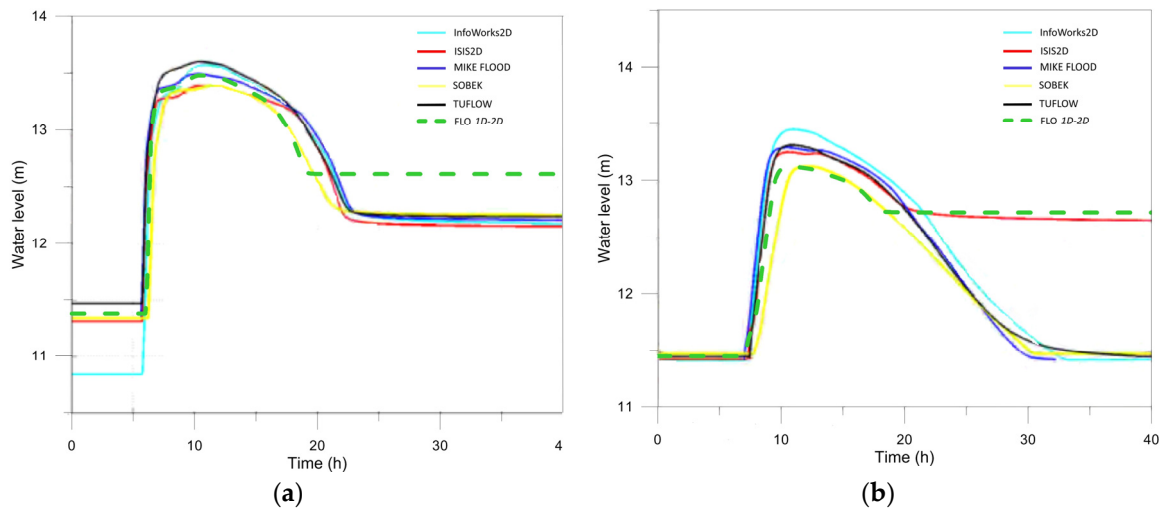 14
13
12
11
Water level (m)
0
10
20
30
4
Time (h)
InfoWorks2D
ISIS2D
MIKE FLOOD
SOBEK
TUFLOW
FLO 1D-2D
(a)
14
13
12
11
Water level (m)
0
10
20
30
40
Time (h)
InfoWorks2D
ISIS2D
MIKE FLOOD
SOBEK
TUFLOW
FLO 1D-2D
(b)